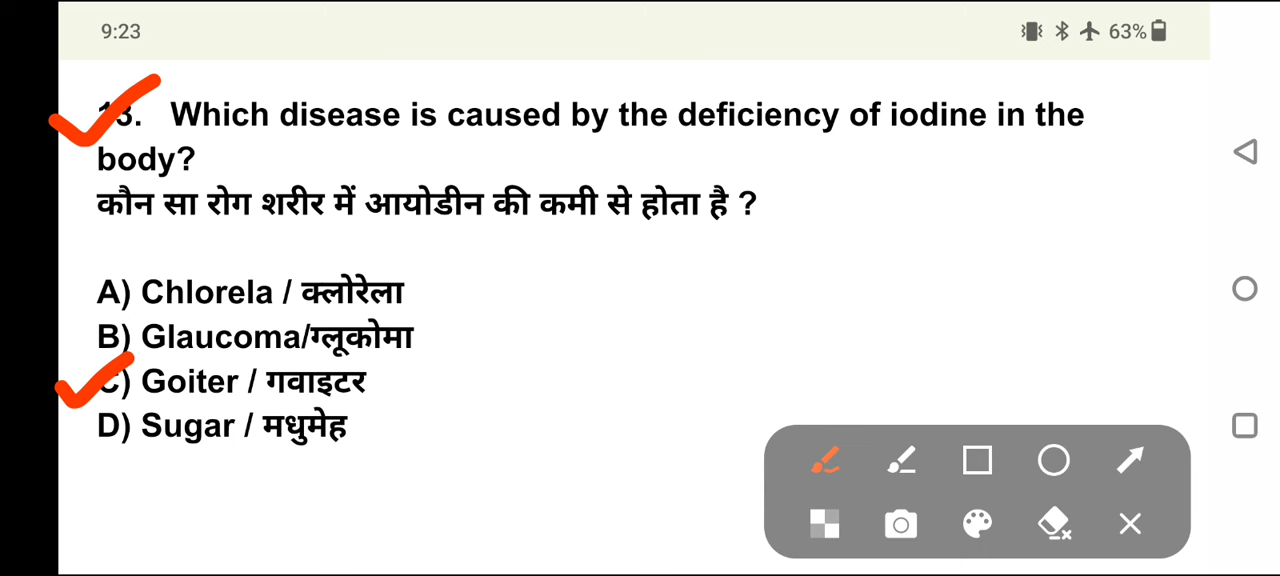 9:23
63%
13. Which disease is caused by the deficiency of iodine in the
body?
कौन सा रोग शरीर में आयोडीन की कमी से होता है ?
A) Chlorela / क्लोरेला
B) Glaucoma/ग्लूकोमा
C) Goiter / गवाइटर
D) Sugar / मधुमेह